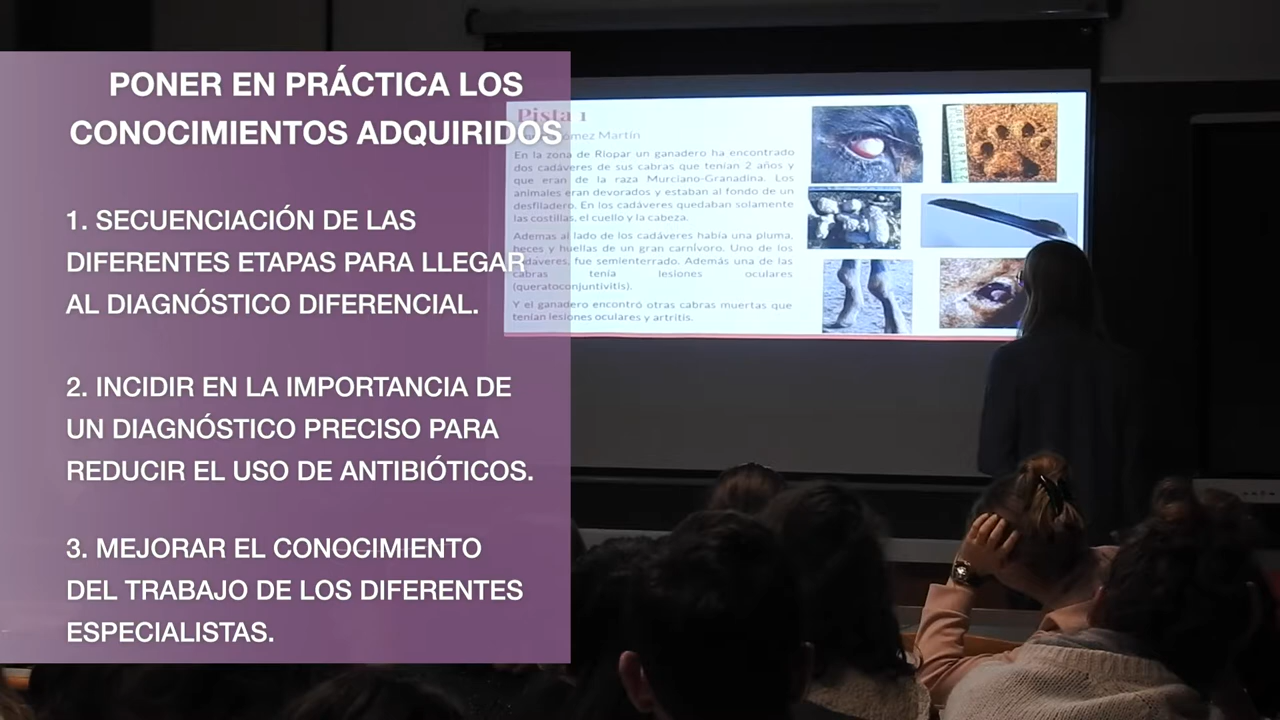 PONER EN PRÁCTICA LOS
CONOCIMIENTOS ADQUIRIDOS
1. SECUENCIACIÓN DE LAS
DIFERENTES ETAPAS PARA LLEGAR
AL DIAGNÓSTICO DIFERENCIAL.
2. INCIDIR EN LA IMPORTANCIA DE
UN DIAGNÓSTICO PRECISO PARA
REDUCIR EL USO DE ANTIBIÓTICOS.
3. MEJORAR EL CONOCIMIENTO
DEL TRABAJO DE LOS DIFERENTES
ESPECIALISTAS.
Pista 1
Gómez Martín
En la zona de Riopar un ganadero ha encontrado
dos cadáveres de sus cabras que tenían 2 años y
que eran de la raza Murciano-Granadina. Los
animales eran devorados y estaban al fondo de un
desfiladero. En los cadáveres quedaban solamente
las costillas, el cuello y la cabeza.
Ademas al lado de los cadáveres había una pluma,
heces y huellas de un gran carnívoro. Uno de los
cadáveres, fue semienterrado. Además una de las
cabras tenía lesiones oculares
(queratoconjuntivitis).
Y el ganadero encontró otras cabras muertas que
tenían lesiones oculares y artritis.